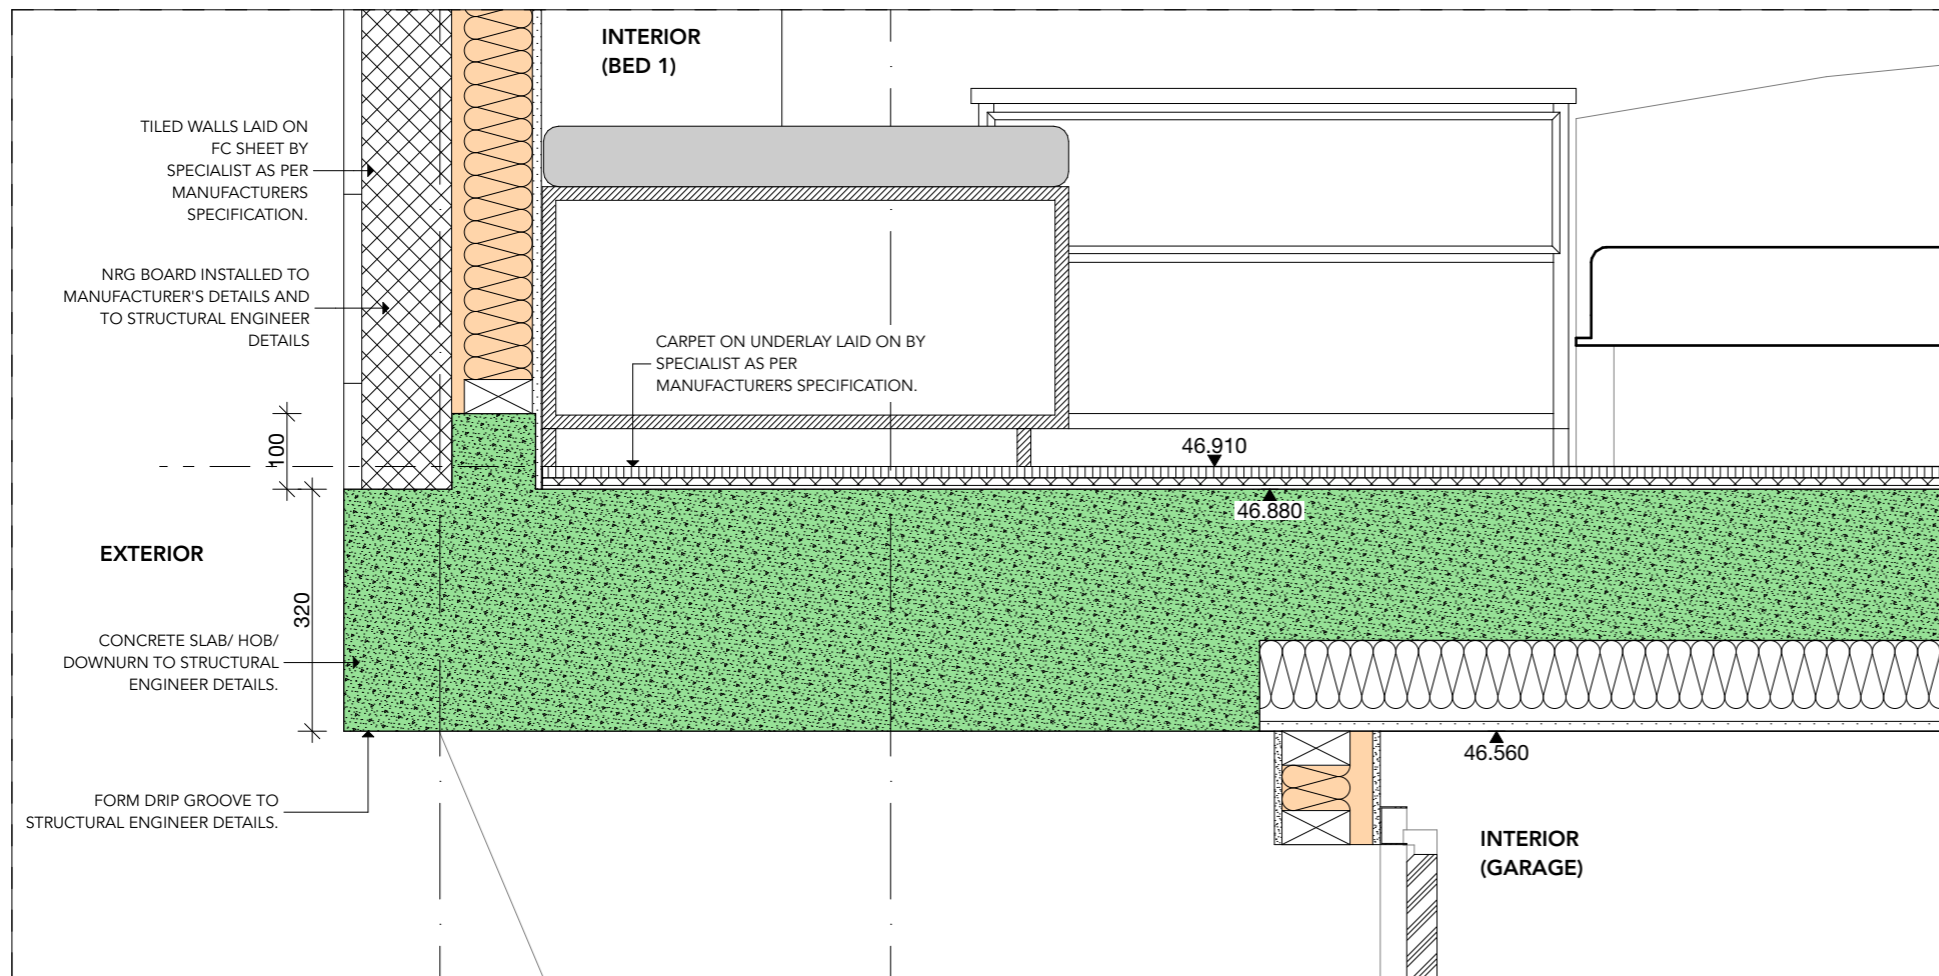 INTERIOR
(BED 1)
TILED WALLS LAID ON
FC SHEET BY
SPECIALIST AS PER
MANUFACTURERS
SPECIFICATION.
NRG BOARD INSTALLED TO
MANUFACTURER'S DETAILS AND
TO STRUCTURAL ENGINEER
DETAILS
CARPET ON UNDERLAY LAID ON BY
SPECIALIST AS PER
MANUFACTURERS SPECIFICATION.
100
46.910
46.880
EXTERIOR
320
CONCRETE SLAB/ HOB/
DOWNURN TO STRUCTURAL
ENGINEER DETAILS.
46.560
FORM DRIP GROOVE TO
STRUCTURAL ENGINEER DETAILS.
INTERIOR
(GARAGE)